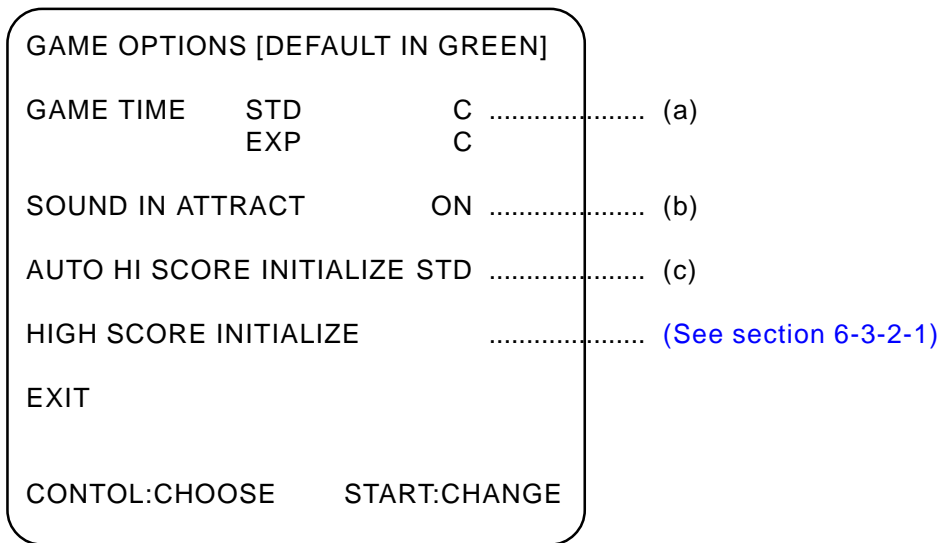 GAME OPTIONS [DEFAULT IN GREEN]
GAME TIME STD C ..................... (a)
EXP C
SOUND IN ATTRACT ON ..................... (b)
AUTO HI SCORE INITIALIZE STD ..................... (c)
HIGH SCORE INITIALIZE ..................... (See section 6-3-2-1)
EXIT
CONTOL:CHOOSE START:CHANGE